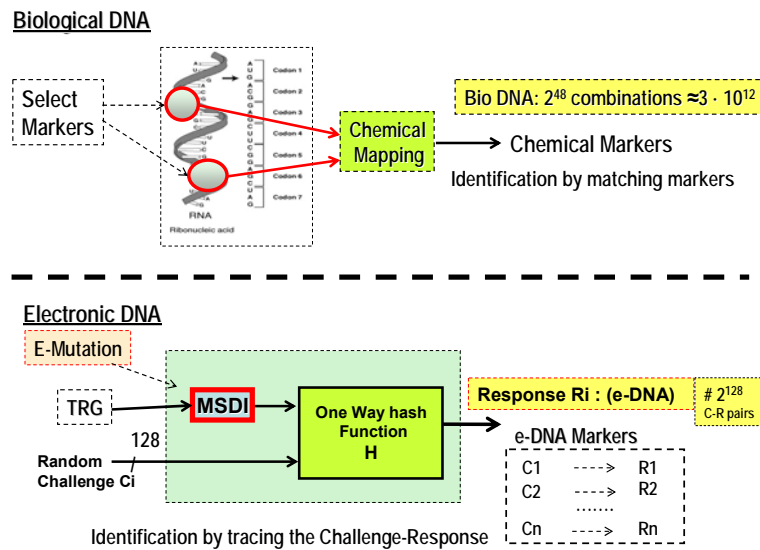 Biological DNA
Select
Markers
Codon 1
Codon 2
Codon 3
Codon 4
Codon 5
Codon 6
Codon 7
RNA
Ribonucleic acid
Chemical
Mapping
Bio DNA: 2⁴⁸ combinations ≈3 · 10¹²
Chemical Markers
Identification by matching markers
Electronic DNA
E-Mutation
TRG
MSDI
128
Random
Challenge Ci
One Way hash
Function
H
Response Ri : (e-DNA)
# 2¹²⁸
C-R pairs
e-DNA Markers
C1 R1
C2 R2
.......
Cn Rn
Identification by tracing the Challenge-Response